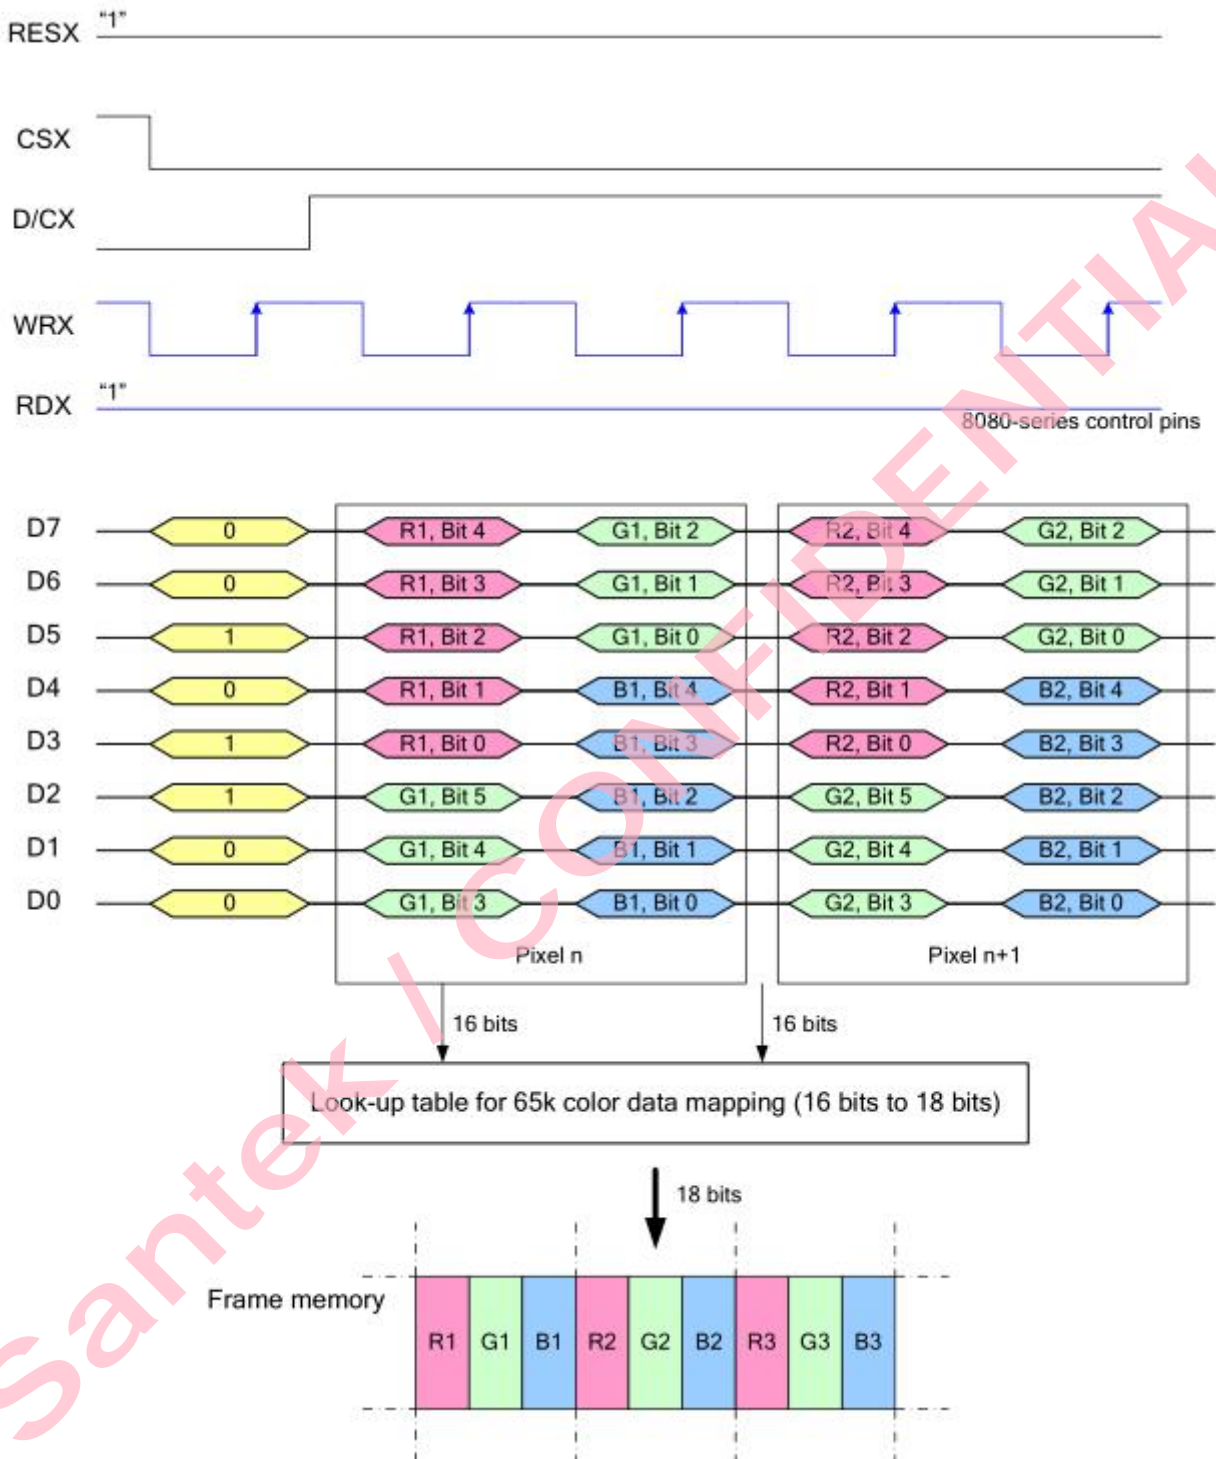 RESX "1"
CSX
D/CX
WRX
RDX "1"
8080-series control pins
D7 0 R1, Bit 4 G1, Bit 2 R2, Bit 4 G2, Bit 2
D6 0 R1, Bit 3 G1, Bit 1 R2, Bit 3 G2, Bit 1
D5 1 R1, Bit 2 G1, Bit 0 R2, Bit 2 G2, Bit 0
D4 0 R1, Bit 1 B1, Bit 4 R2, Bit 1 B2, Bit 4
D3 1 R1, Bit 0 B1, Bit 3 R2, Bit 0 B2, Bit 3
D2 1 G1, Bit 5 B1, Bit 2 G2, Bit 5 B2, Bit 2
D1 0 G1, Bit 4 B1, Bit 1 G2, Bit 4 B2, Bit 1
D0 0 G1, Bit 3 B1, Bit 0 G2, Bit 3 B2, Bit 0
Pixel n Pixel n+1
16 bits 16 bits
Look-up table for 65k color data mapping (16 bits to 18 bits)
18 bits
Frame memory
R1 G1 B1 R2 G2 B2 R3 G3 B3
Santek / CONFIDENTIAL